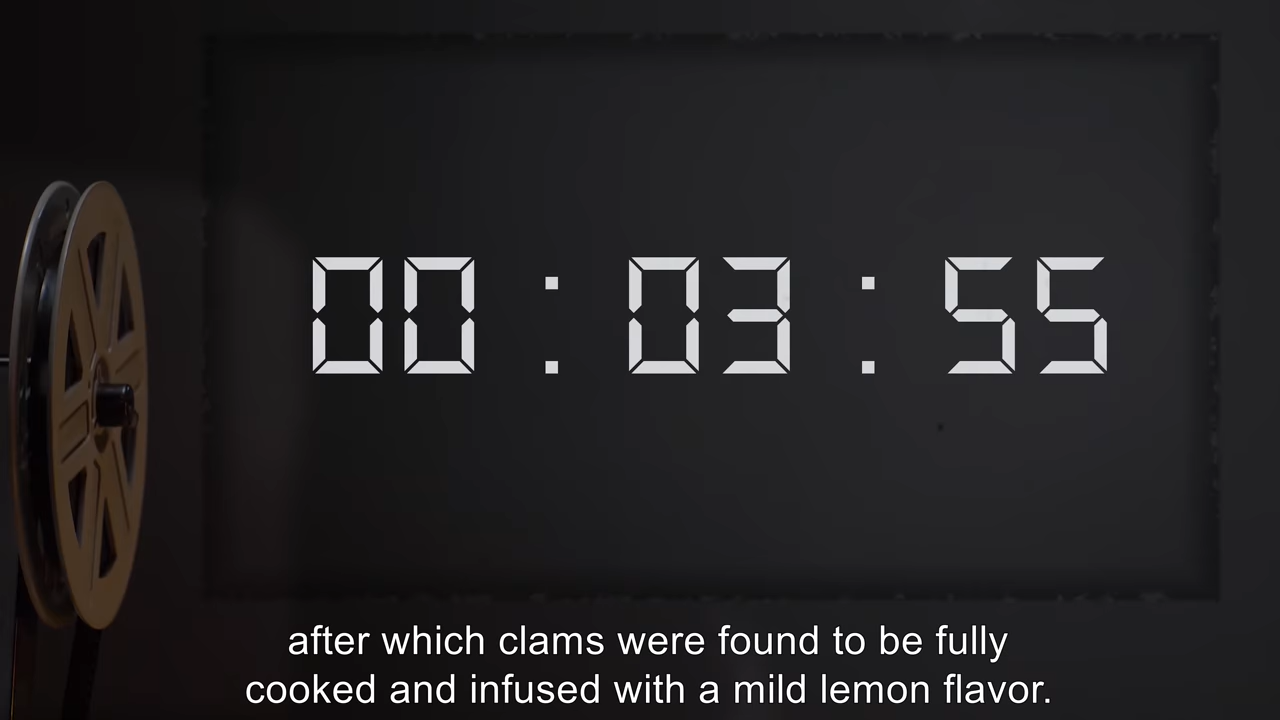 00:03:55
after which clams were found to be fully
cooked and infused with a mild lemon flavor.